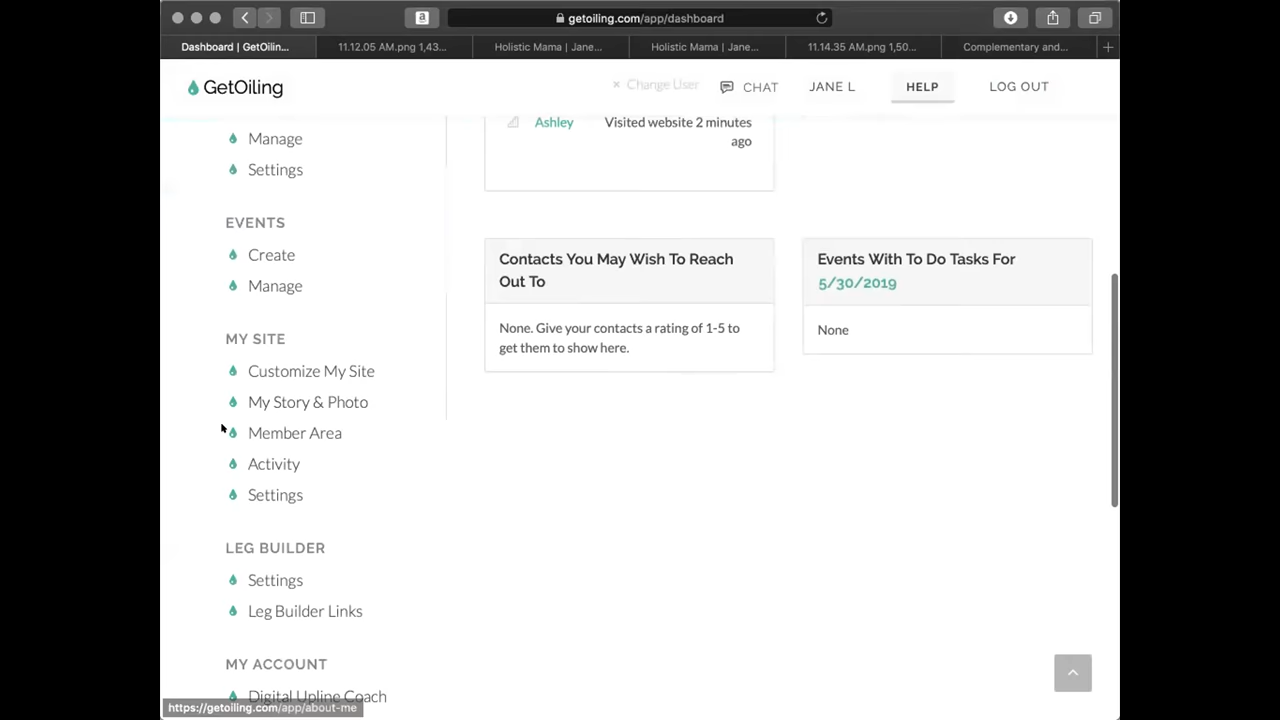 getoiling.com/app/dashboard
Dashboard | GetOilin...
11.12.05 AM.png 1,43...
Holistic Mama | Jane...
Holistic Mama | Jane...
11.14.35 AM.png 1,50...
Complementary and...
GetOiling
× Change User
CHAT
JANE L
HELP
LOG OUT
Manage
Settings
EVENTS
Create
Manage
MY SITE
Customize My Site
My Story & Photo
Member Area
Activity
Settings
LEG BUILDER
Settings
Leg Builder Links
MY ACCOUNT
Digital Upline Coach
Ashley
Visited website 2 minutes
ago
Contacts You May Wish To Reach
Out To
None. Give your contacts a rating of 1-5 to
get them to show here.
Events With To Do Tasks For
5/30/2019
None
https://getoiling.com/app/about-me